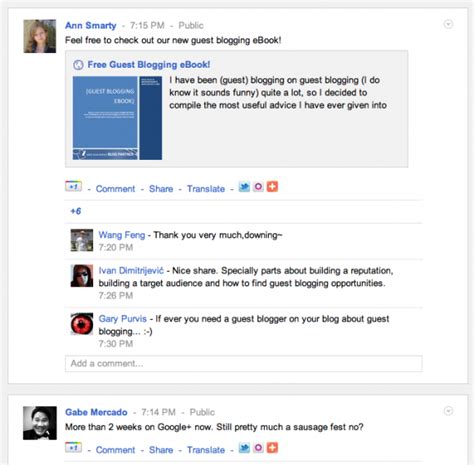 Ann Smarty - 7:15 PM - Public
Feel free to check out our new guest blogging eBook!
Free Guest Blogging eBook!
[GUEST BLOGGING
EBOOK]
I have been (guest) blogging on guest blogging (I do
know it sounds funny) quite a lot, so I decided to
compile the most useful advice I have ever given into
+1 - Comment - Share - Translate -
+6
Wang Feng - Thank you very much,downing~
7:20 PM
Ivan Dimitrijević - Nice share. Specially parts about building a reputation,
building a target audience and how to find guest blogging opportunities.
7:26 PM
Gary Purvis - If ever you need a guest blogger on your blog about guest
blogging... :-)
7:30 PM
Add a comment...
Gabe Mercado - 7:14 PM - Public
More than 2 weeks on Google+ now. Still pretty much a sausage fest no?
+1 - Comment - Share - Translate -